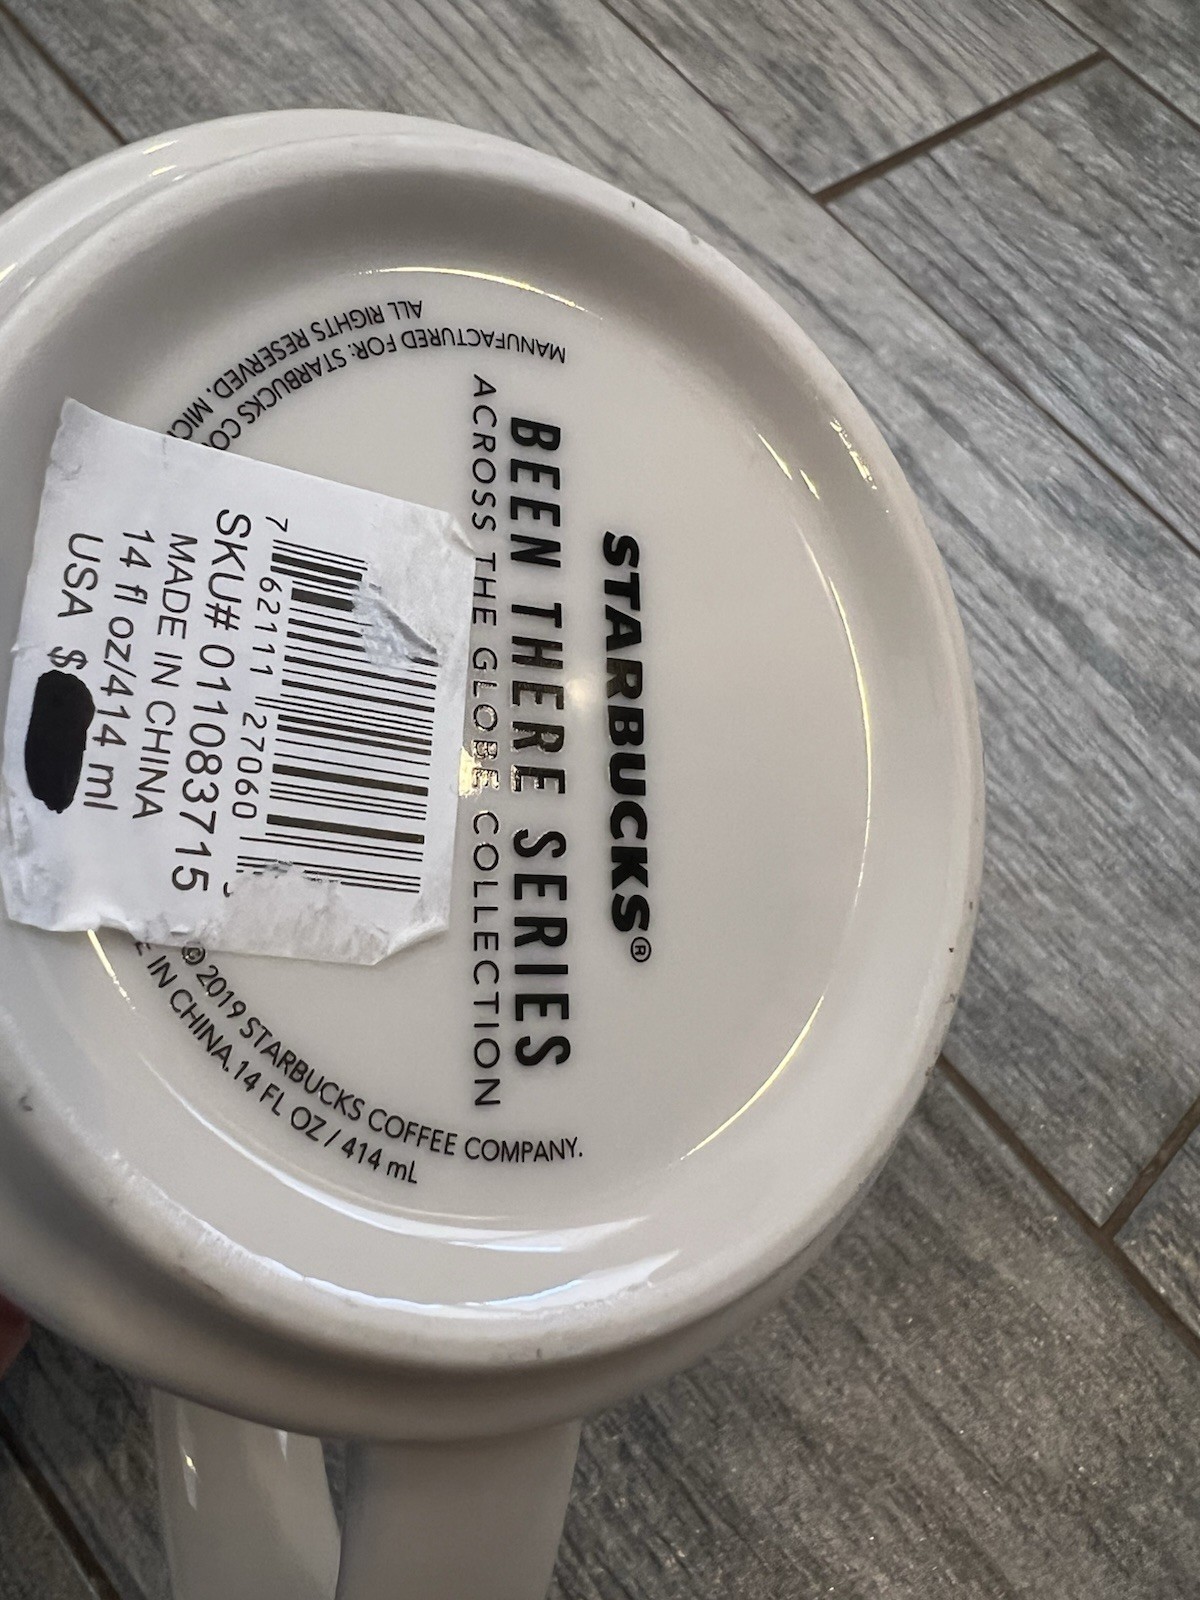 STARBUCKS®
BEEN THERE SERIES
ACROSS THE GLOBE COLLECTION
7 62111 27060
SKU# 011083715
MADE IN CHINA
14 fl oz/414 ml
USA $
MANUFACTURED FOR: STARBUCKS
ALL RIGHTS RESERVED.
© 2019 STARBUCKS COFFEE COMPANY.
IN CHINA. 14 FL OZ / 414 mL